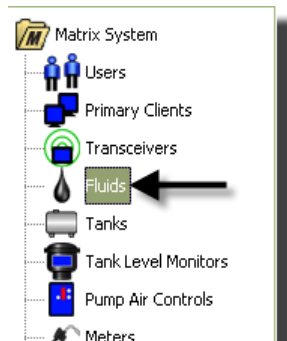 Matrix System
Users
Primary Clients
Transceivers
Fluids
Tanks
Tank Level Monitors
Pump Air Controls
Meters